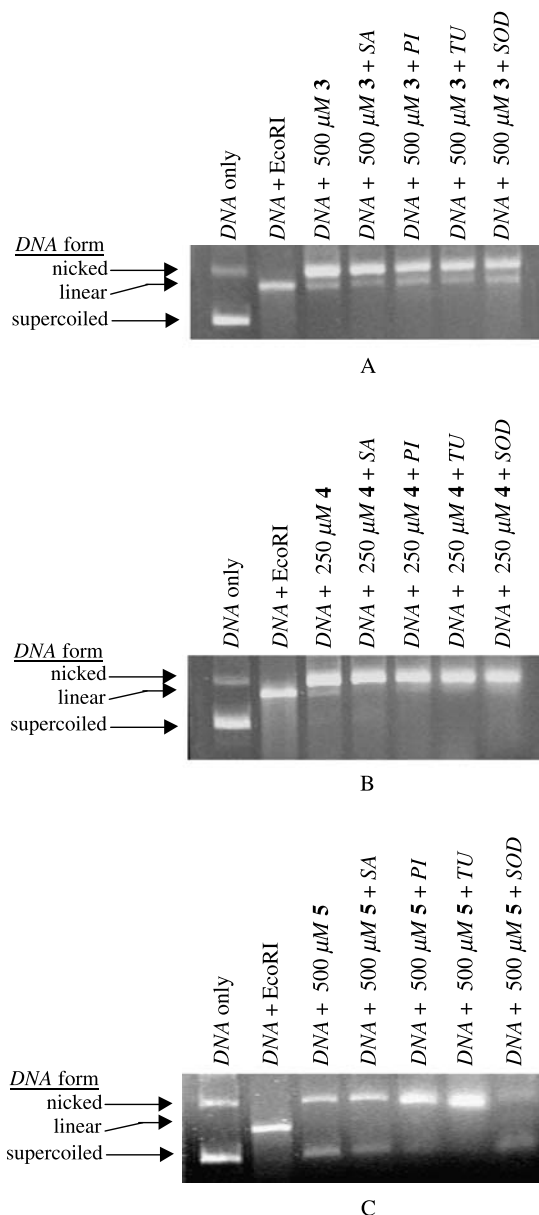 DNA only
DNA + EcoRI
DNA + 500 μM 3
DNA + 500 μM 3 + SA
DNA + 500 μM 3 + PI
DNA + 500 μM 3 + TU
DNA + 500 μM 3 + SOD
DNA form
nicked
linear
supercoiled
A
DNA only
DNA + EcoRI
DNA + 250 μM 4
DNA + 250 μM 4 + SA
DNA + 250 μM 4 + PI
DNA + 250 μM 4 + TU
DNA + 250 μM 4 + SOD
DNA form
nicked
linear
supercoiled
B
DNA only
DNA + EcoRI
DNA + 500 μM 5
DNA + 500 μM 5 + SA
DNA + 500 μM 5 + PI
DNA + 500 μM 5 + TU
DNA + 500 μM 5 + SOD
DNA form
nicked
linear
supercoiled
C